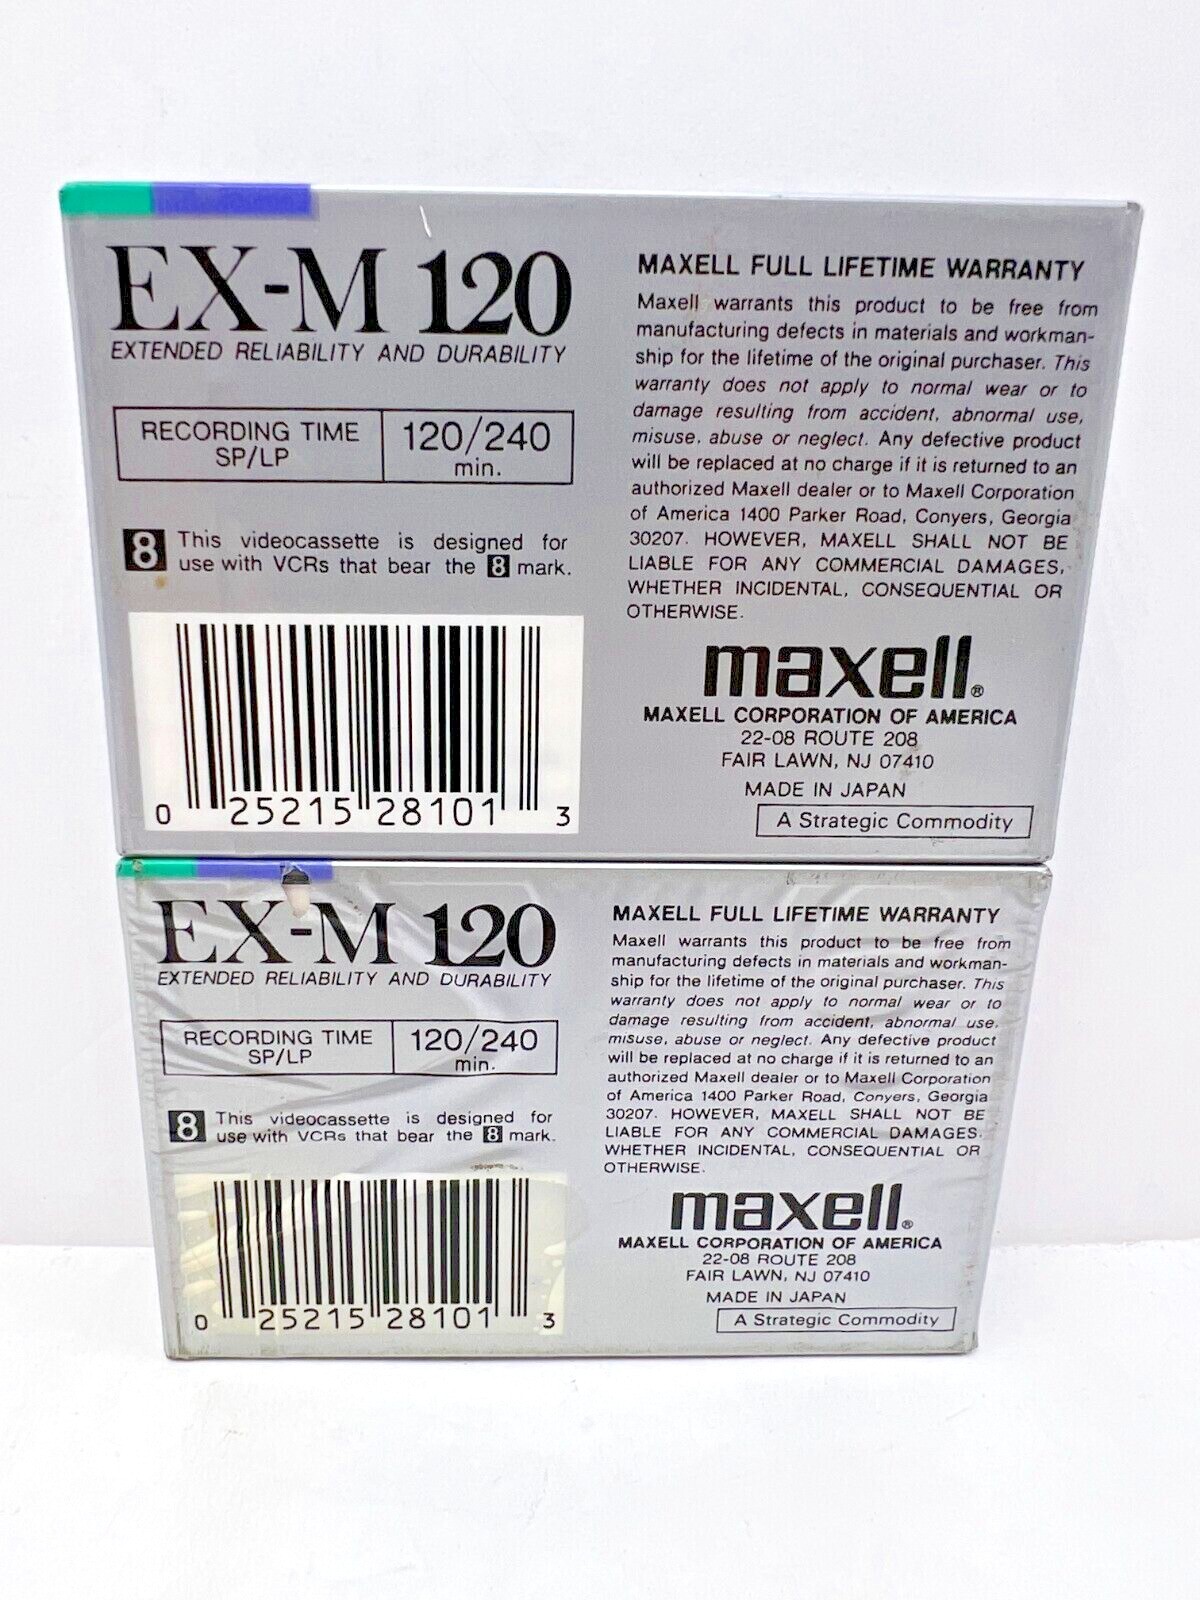 EX-M 120
EXTENDED RELIABILITY AND DURABILITY
RECORDING TIME
SP/LP
120/240
min.
8 This videocassette is designed for
use with VCRs that bear the 8 mark.
0 25215 28101 3
MAXELL FULL LIFETIME WARRANTY
Maxell warrants this product to be free from
manufacturing defects in materials and workman-
ship for the lifetime of the original purchaser. This
warranty does not apply to normal wear or to
damage resulting from accident, abnormal use,
misuse, abuse or neglect. Any defective product
will be replaced at no charge if it is returned to an
authorized Maxell dealer or to Maxell Corporation
of America 1400 Parker Road, Conyers, Georgia
30207. HOWEVER, MAXELL SHALL NOT BE
LIABLE FOR ANY COMMERCIAL DAMAGES,
WHETHER INCIDENTAL, CONSEQUENTIAL OR
OTHERWISE.
maxell®
MAXELL CORPORATION OF AMERICA
22-08 ROUTE 208
FAIR LAWN, NJ 07410
MADE IN JAPAN
A Strategic Commodity
EX-M 120
EXTENDED RELIABILITY AND DURABILITY
RECORDING TIME
SP/LP
120/240
min.
8 This videocassette is designed for
use with VCRs that bear the 8 mark.
0 25215 28101 3
MAXELL FULL LIFETIME WARRANTY
Maxell warrants this product to be free from
manufacturing defects in materials and workman-
ship for the lifetime of the original purchaser. This
warranty does not apply to normal wear or to
damage resulting from accident, abnormal use,
misuse, abuse or neglect. Any defective product
will be replaced at no charge if it is returned to an
authorized Maxell dealer or to Maxell Corporation
of America 1400 Parker Road, Conyers, Georgia
30207. HOWEVER, MAXELL SHALL NOT BE
LIABLE FOR ANY COMMERCIAL DAMAGES,
WHETHER INCIDENTAL, CONSEQUENTIAL OR
OTHERWISE.
maxell®
MAXELL CORPORATION OF AMERICA
22-08 ROUTE 208
FAIR LAWN, NJ 07410
MADE IN JAPAN
A Strategic Commodity